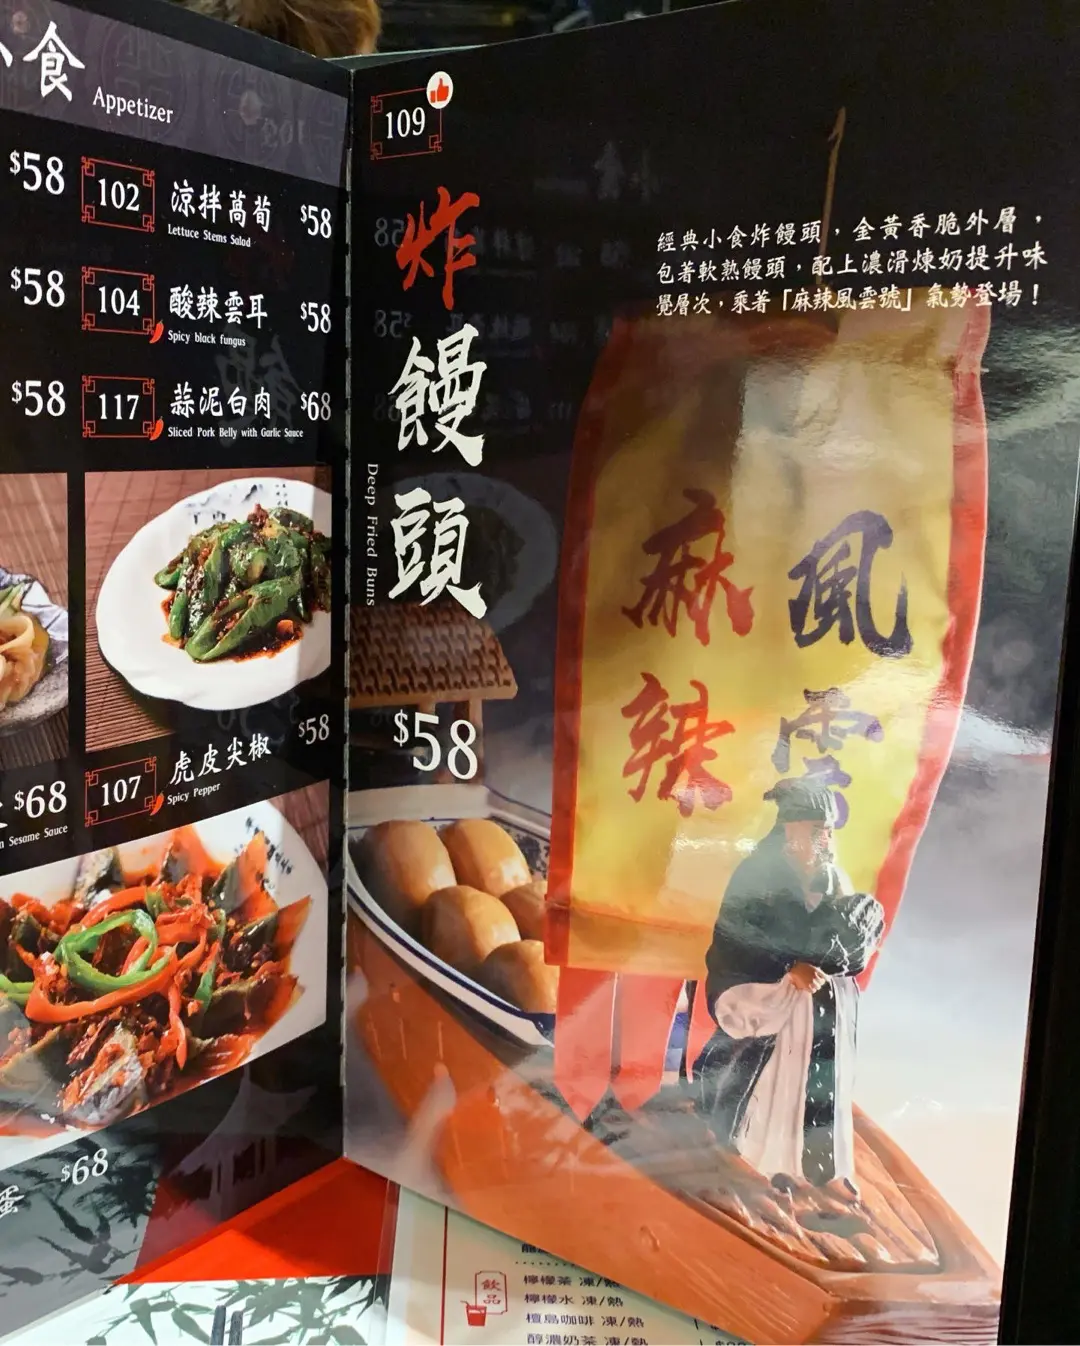 小食 Appetizer
$58
102 涼拌萵筍 $58
Lettuce Stems Salad
$58
104 酸辣雲耳 $58
Spicy black fungus
$58
117 蒜泥白肉 $68
Sliced Pork Belly with Garlic Sauce
$68
Sesame Sauce
107 虎皮尖椒 $58
Spicy Pepper
蛋 $68
109
炸饅頭
Deep Fried Buns
$58
經典小食炸饅頭，金黃香脆外層，
包著軟熟饅頭，配上濃滑煉奶提升味
覺層次，乘著「麻辣風雲號」氣勢登場！
風雲
麻辣
飲品
檸檬茶 凍/熱
檸檬水 凍/熱
檀島咖啡 凍/熱
醇濃奶茶 凍/熱